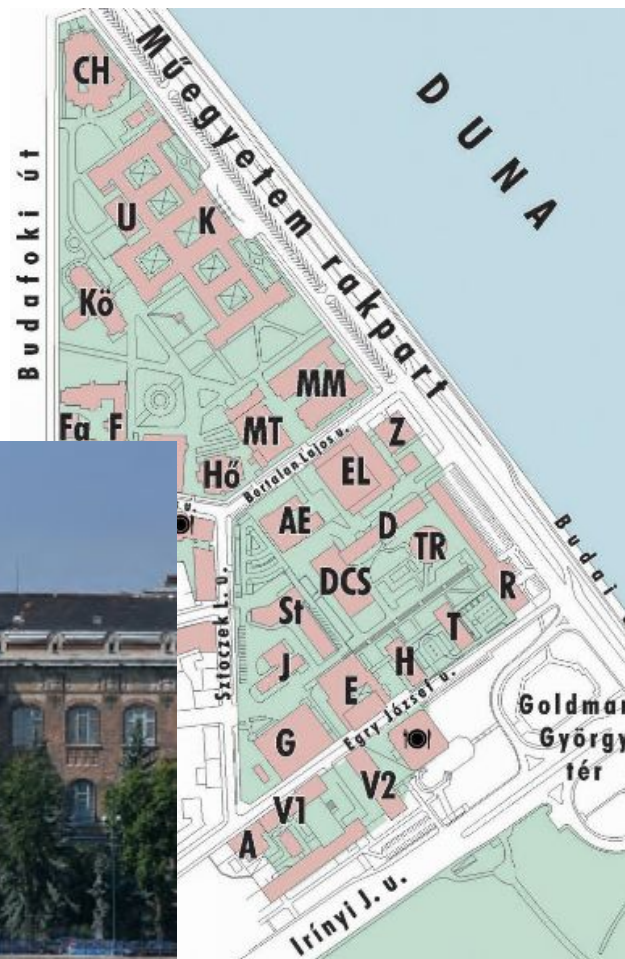 CH
Műegyetem rakpart
DUNA
Budafoki út
U
K
Kö
MM
Fa
F
MT
Z
Hő
Bertalan Lajos u.
EL
u.
AE
D
TR
Budai
DCS
R
St
Sztoczek J. u.
T
J
H
E
Egry József u.
Goldman
György
tér
G
V2
V1
A
Irínyi J. u.